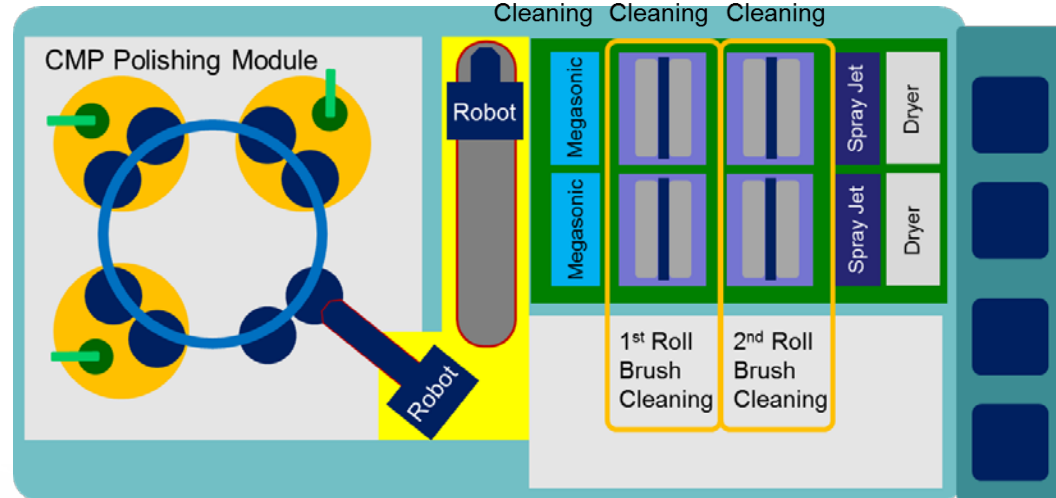 Cleaning Cleaning Cleaning
CMP Polishing Module
Robot
Megasonic
Spray Jet
Dryer
Megasonic
Spray Jet
Dryer
1st Roll
Brush
Cleaning
2nd Roll
Brush
Cleaning
Robot